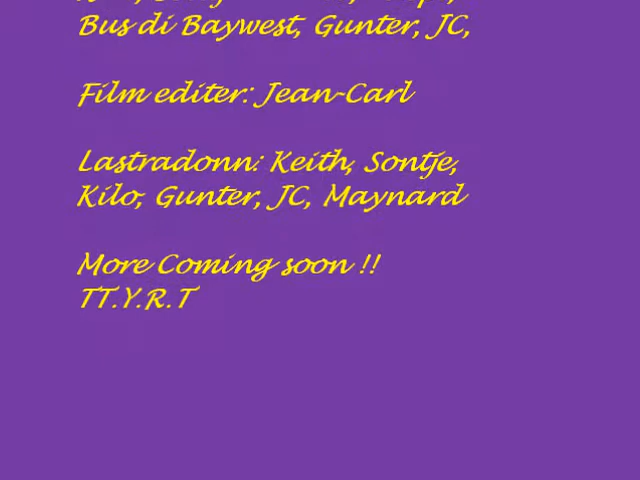 Bus di Baywest, Gunter, JC,
Film editer: Jean-Carl
Lastradonn: Keith, Sontje,
Kilo, Gunter, JC, Maynard
More Coming soon !!
TT.Y.R.T